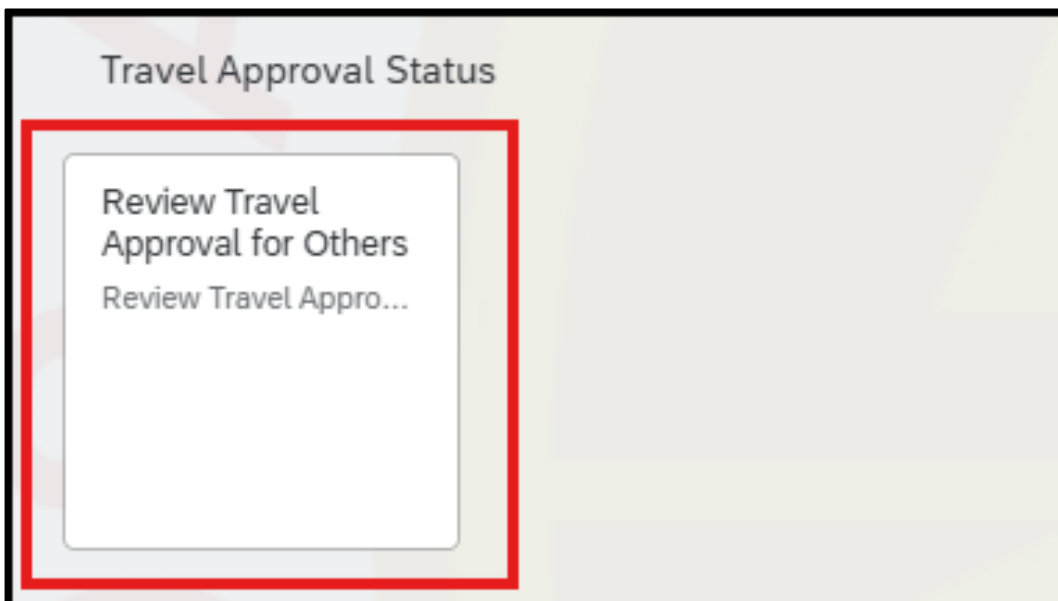 Travel Approval Status
Review Travel
Approval for Others
Review Travel Appro...